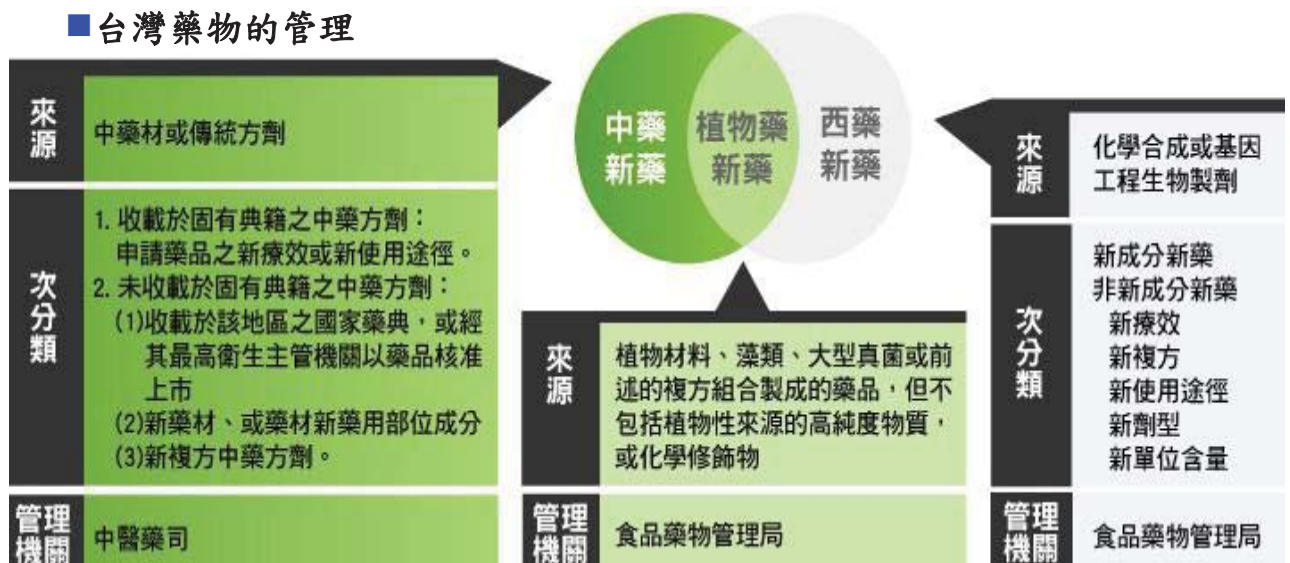 ■台灣藥物的管理
來源
中藥材或傳統方劑
次分類
1. 收載於固有典籍之中藥方劑：
申請藥品之新療效或新使用途徑。
2. 未收載於固有典籍之中藥方劑：
(1)收載於該地區之國家藥典，或經
其最高衛生主管機關以藥品核准
上市
(2)新藥材、或藥材新藥用部位成分
(3)新複方中藥方劑。
管理
機關
中醫藥司
中藥
新藥
植物藥
新藥
西藥
新藥
來源
植物材料、藻類、大型真菌或前
述的複方組合製成的藥品，但不
包括植物性來源的高純度物質，
或化學修飾物
管理
機關
食品藥物管理局
來源
化學合成或基因
工程生物製劑
次分類
新成分新藥
非新成分新藥
新療效
新複方
新使用途徑
新劑型
新單位含量
管理
機關
食品藥物管理局